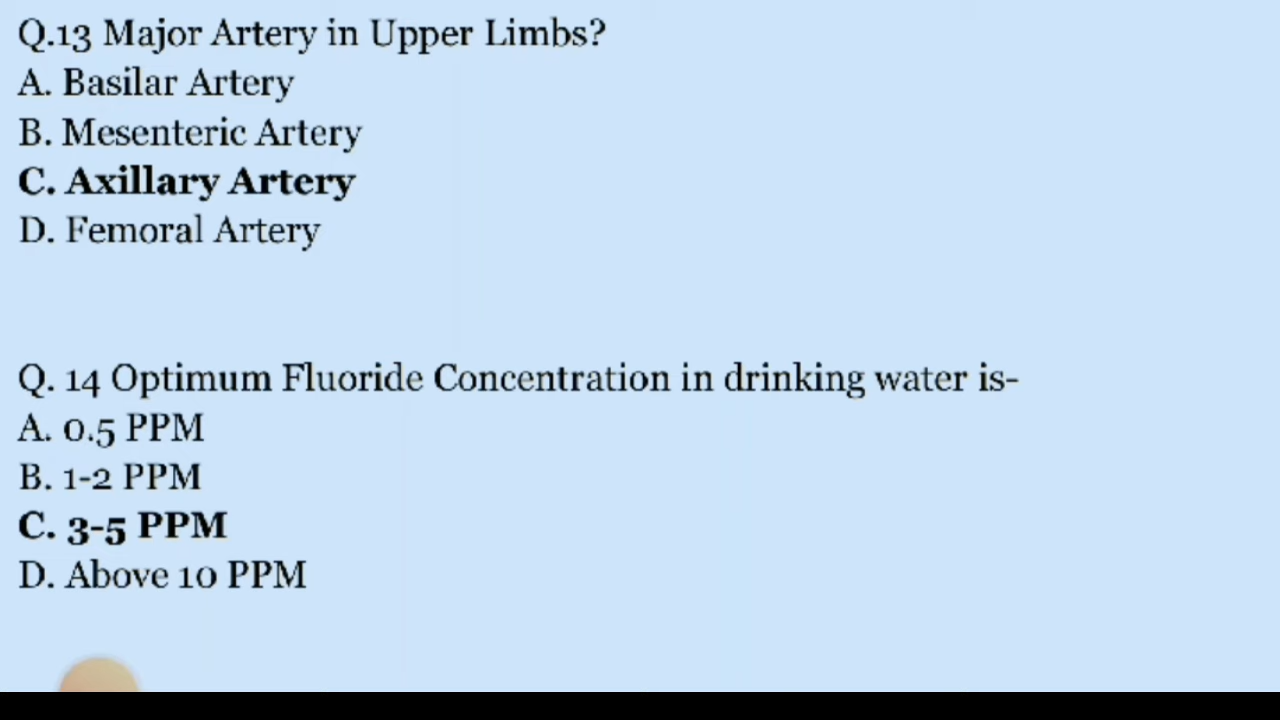 Q.13 Major Artery in Upper Limbs?
A. Basilar Artery
B. Mesenteric Artery
C. Axillary Artery
D. Femoral Artery
Q. 14 Optimum Fluoride Concentration in drinking water is-
A. 0.5 PPM
B. 1-2 PPM
C. 3-5 PPM
D. Above 10 PPM